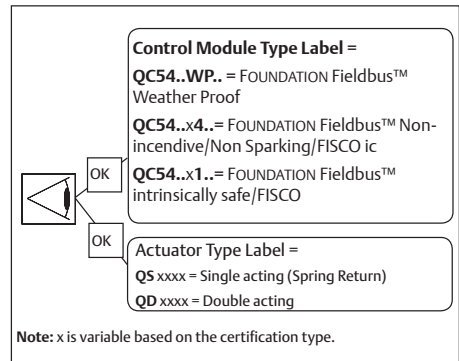 Control Module Type Label =
QC54..WP.. = FOUNDATION Fieldbus™
Weather Proof
QC54..x4..= FOUNDATION Fieldbus™ Non-
incendive/Non Sparking/FISCO ic
QC54..x1..= FOUNDATION Fieldbus™
intrinsically safe/FISCO
OK
OK
Actuator Type Label =
QS xxxx = Single acting (Spring Return)
QD xxxx = Double acting
Note: x is variable based on the certification type.